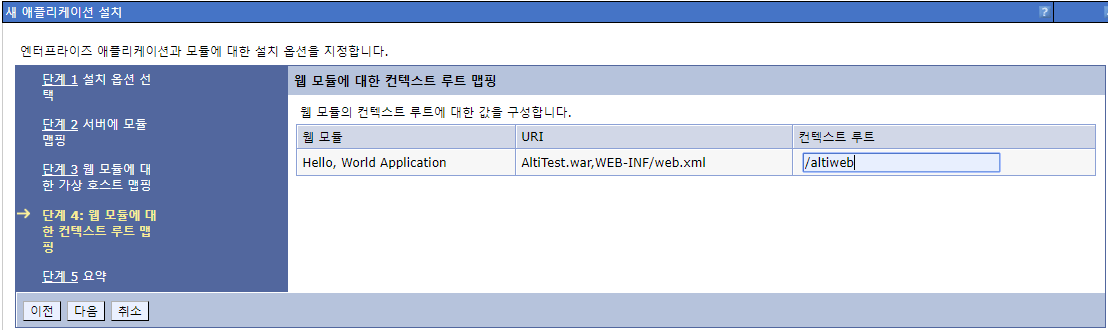 새 애플리케이션 설치
?
엔터프라이즈 애플리케이션과 모듈에 대한 설치 옵션을 지정합니다.
단계 1 설치 옵션 선
택
단계 2 서버에 모듈
맵핑
단계 3 웹 모듈에 대
한 가상 호스트 맵핑
단계 4: 웹 모듈에 대
한 컨텍스트 루트 맵
핑
단계 5 요약
웹 모듈에 대한 컨텍스트 루트 맵핑
웹 모듈의 컨텍스트 루트에 대한 값을 구성합니다.
웹 모듈 URI 컨텍스트 루트
Hello, World Application AltiTest.war,WEB-INF/web.xml /altiweb
이전 다음 취소